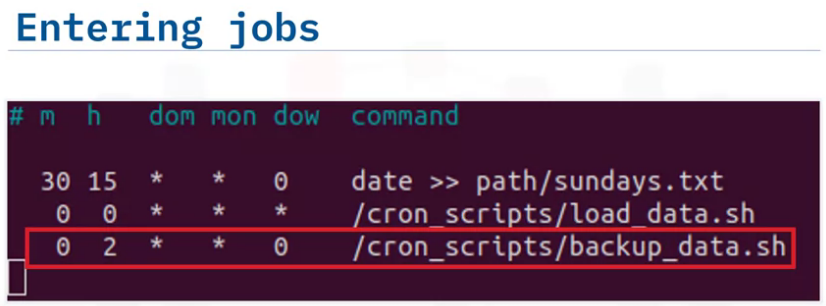 Entering jobs
# m h dom mon dow command
30 15 * * 0 date >> path/sundays.txt
0 0 * * * /cron_scripts/load_data.sh
0 2 * * 0 /cron_scripts/backup_data.sh